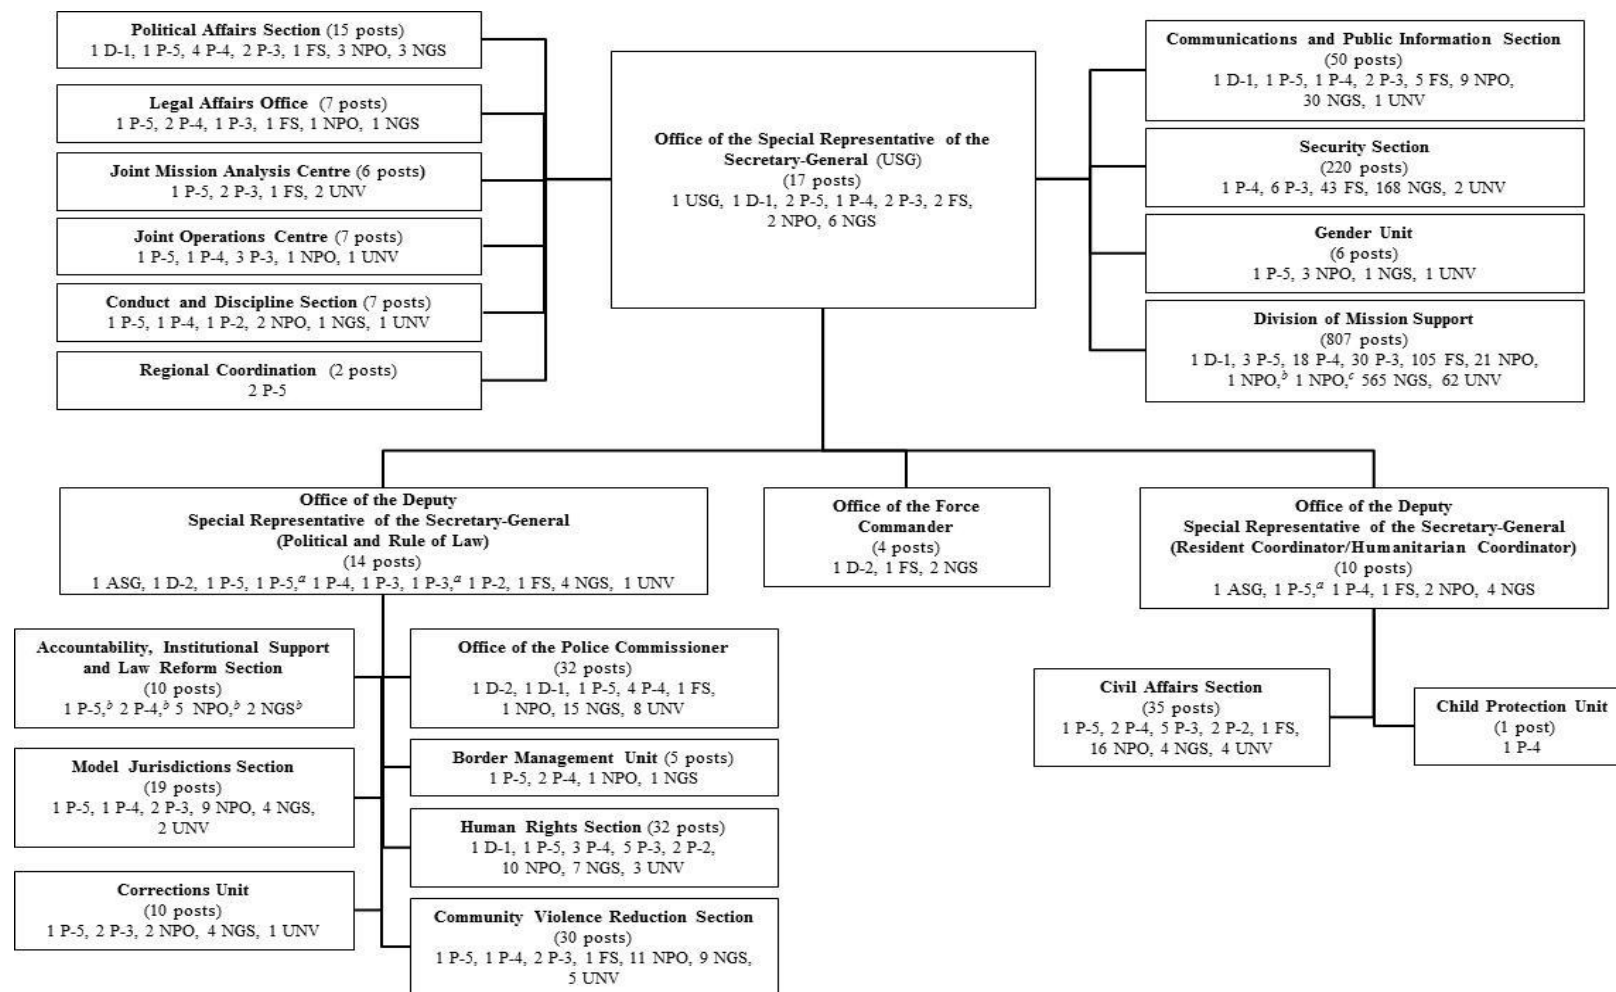 Political Affairs Section (15 posts)
1 D-1, 1 P-5, 4 P-4, 2 P-3, 1 FS, 3 NPO, 3 NGS
Legal Affairs Office (7 posts)
1 P-5, 2 P-4, 1 P-3, 1 FS, 1 NPO, 1 NGS
Joint Mission Analysis Centre (6 posts)
1 P-5, 2 P-3, 1 FS, 2 UNV
Joint Operations Centre (7 posts)
1 P-5, 1 P-4, 3 P-3, 1 NPO, 1 UNV
Conduct and Discipline Section (7 posts)
1 P-5, 1 P-4, 1 P-2, 2 NPO, 1 NGS, 1 UNV
Regional Coordination (2 posts)
2 P-5
Office of the Special Representative of the
Secretary-General (USG)
(17 posts)
1 USG, 1 D-1, 2 P-5, 1 P-4, 2 P-3, 2 FS,
2 NPO, 6 NGS
Communications and Public Information Section
(50 posts)
1 D-1, 1 P-5, 1 P-4, 2 P-3, 5 FS, 9 NPO,
30 NGS, 1 UNV
Security Section
(220 posts)
1 P-4, 6 P-3, 43 FS, 168 NGS, 2 UNV
Gender Unit
(6 posts)
1 P-5, 3 NPO, 1 NGS, 1 UNV
Division of Mission Support
(807 posts)
1 D-1, 3 P-5, 18 P-4, 30 P-3, 105 FS, 21 NPO,
1 NPO,b 1 NPO,c 565 NGS, 62 UNV
Office of the Deputy
Special Representative of the Secretary-General
(Political and Rule of Law)
(14 posts)
1 ASG, 1 D-2, 1 P-5, 1 P-5,a 1 P-4, 1 P-3, 1 P-3,a 1 P-2, 1 FS, 4 NGS, 1 UNV
Office of the Force
Commander
(4 posts)
1 D-2, 1 FS, 2 NGS
Office of the Deputy
Special Representative of the Secretary-General
(Resident Coordinator/Humanitarian Coordinator)
(10 posts)
1 ASG, 1 P-5,a 1 P-4, 1 FS, 2 NPO, 4 NGS
Accountability, Institutional Support
and Law Reform Section
(10 posts)
1 P-5,b 2 P-4,b 5 NPO,b 2 NGSb
Model Jurisdictions Section
(19 posts)
1 P-5, 1 P-4, 2 P-3, 9 NPO, 4 NGS,
2 UNV
Corrections Unit
(10 posts)
1 P-5, 2 P-3, 2 NPO, 4 NGS, 1 UNV
Office of the Police Commissioner
(32 posts)
1 D-2, 1 D-1, 1 P-5, 4 P-4, 1 FS,
1 NPO, 15 NGS, 8 UNV
Border Management Unit (5 posts)
1 P-5, 2 P-4, 1 NPO, 1 NGS
Human Rights Section (32 posts)
1 D-1, 1 P-5, 3 P-4, 5 P-3, 2 P-2,
10 NPO, 7 NGS, 3 UNV
Community Violence Reduction Section
(30 posts)
1 P-5, 1 P-4, 2 P-3, 1 FS, 11 NPO, 9 NGS,
5 UNV
Civil Affairs Section
(35 posts)
1 P-5, 2 P-4, 5 P-3, 2 P-2, 1 FS,
16 NPO, 4 NGS, 4 UNV
Child Protection Unit
(1 post)
1 P-4